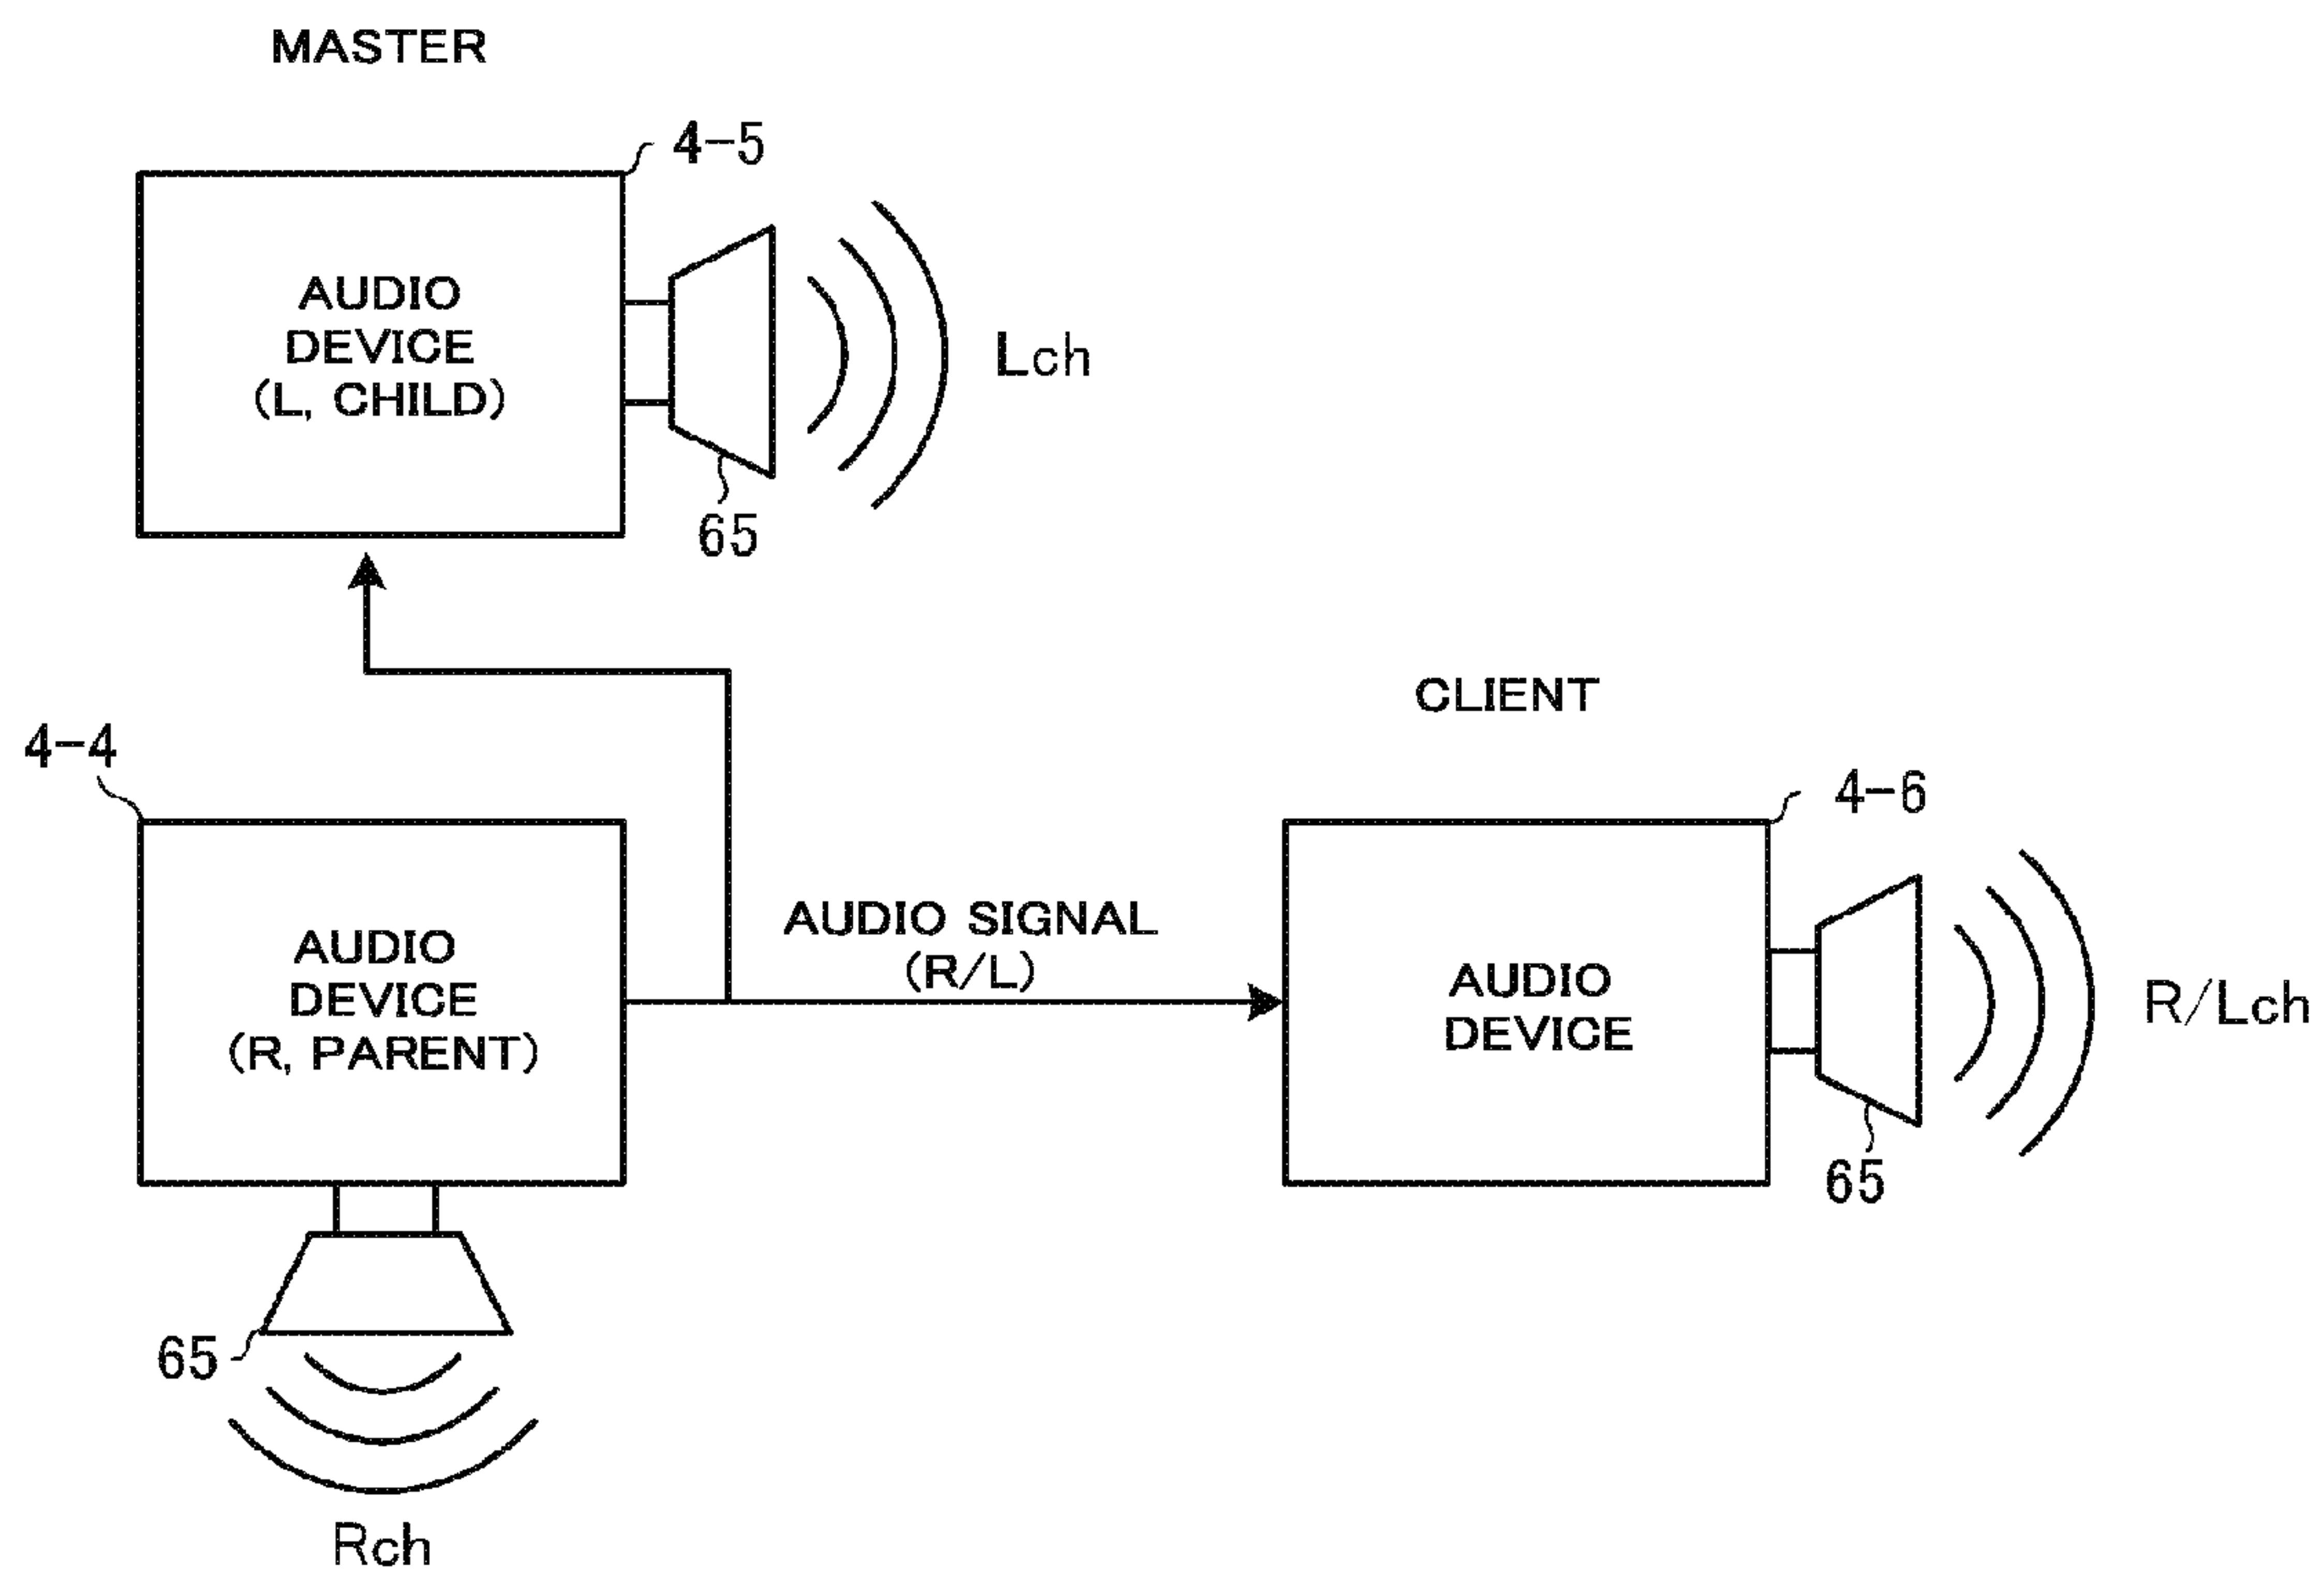 MASTER
4-5
AUDIO
DEVICE
(L, CHILD)
Lch
65
CLIENT
4-4
4-6
AUDIO
DEVICE
(R, PARENT)
AUDIO SIGNAL
(R/L)
AUDIO
DEVICE
R/Lch
65
65
Rch